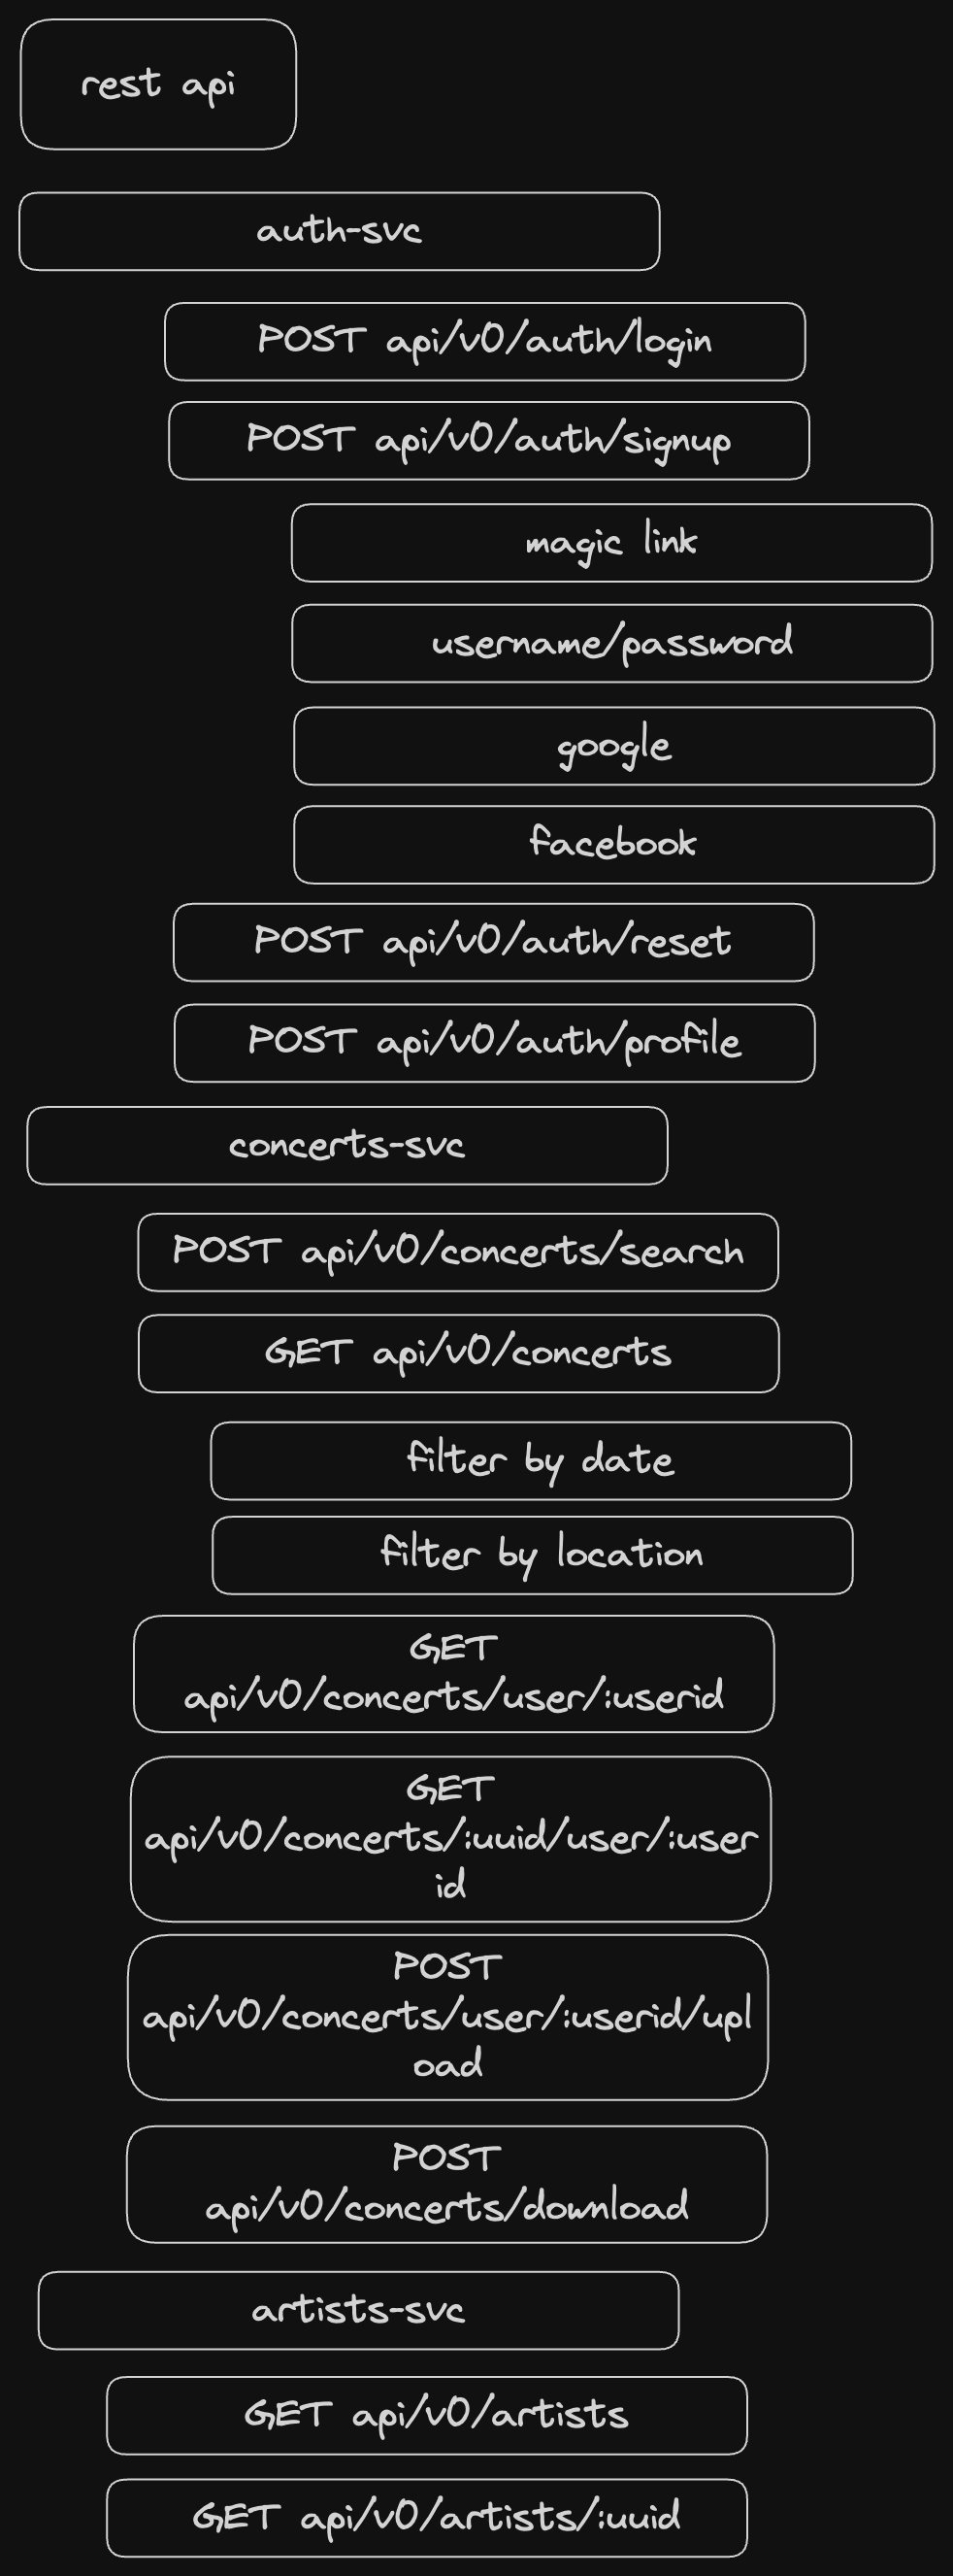 rest api
auth-svc
POST api/v0/auth/login
POST api/v0/auth/signup
magic link
username/password
google
facebook
POST api/v0/auth/reset
POST api/v0/auth/profile
concerts-svc
POST api/v0/concerts/search
GET api/v0/concerts
filter by date
filter by location
GET
api/v0/concerts/user/:userid
GET
api/v0/concerts/:uuid/user/:user
id
POST
api/v0/concerts/user/:userid/upl
oad
POST
api/v0/concerts/download
artists-svc
GET api/v0/artists
GET api/v0/artists/:uuid